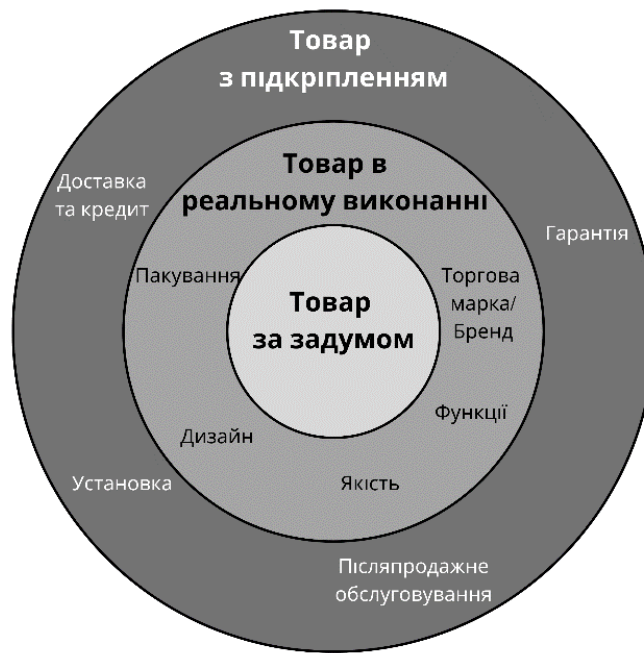 Товар
з підкріпленням
Товар в
реальному виконанні
Доставка
та кредит
Гарантія
Пакування
Торгова
марка/
Бренд
Товар
за задумом
Функції
Дизайн
Установка
Якість
Післяпродажне
обслуговування